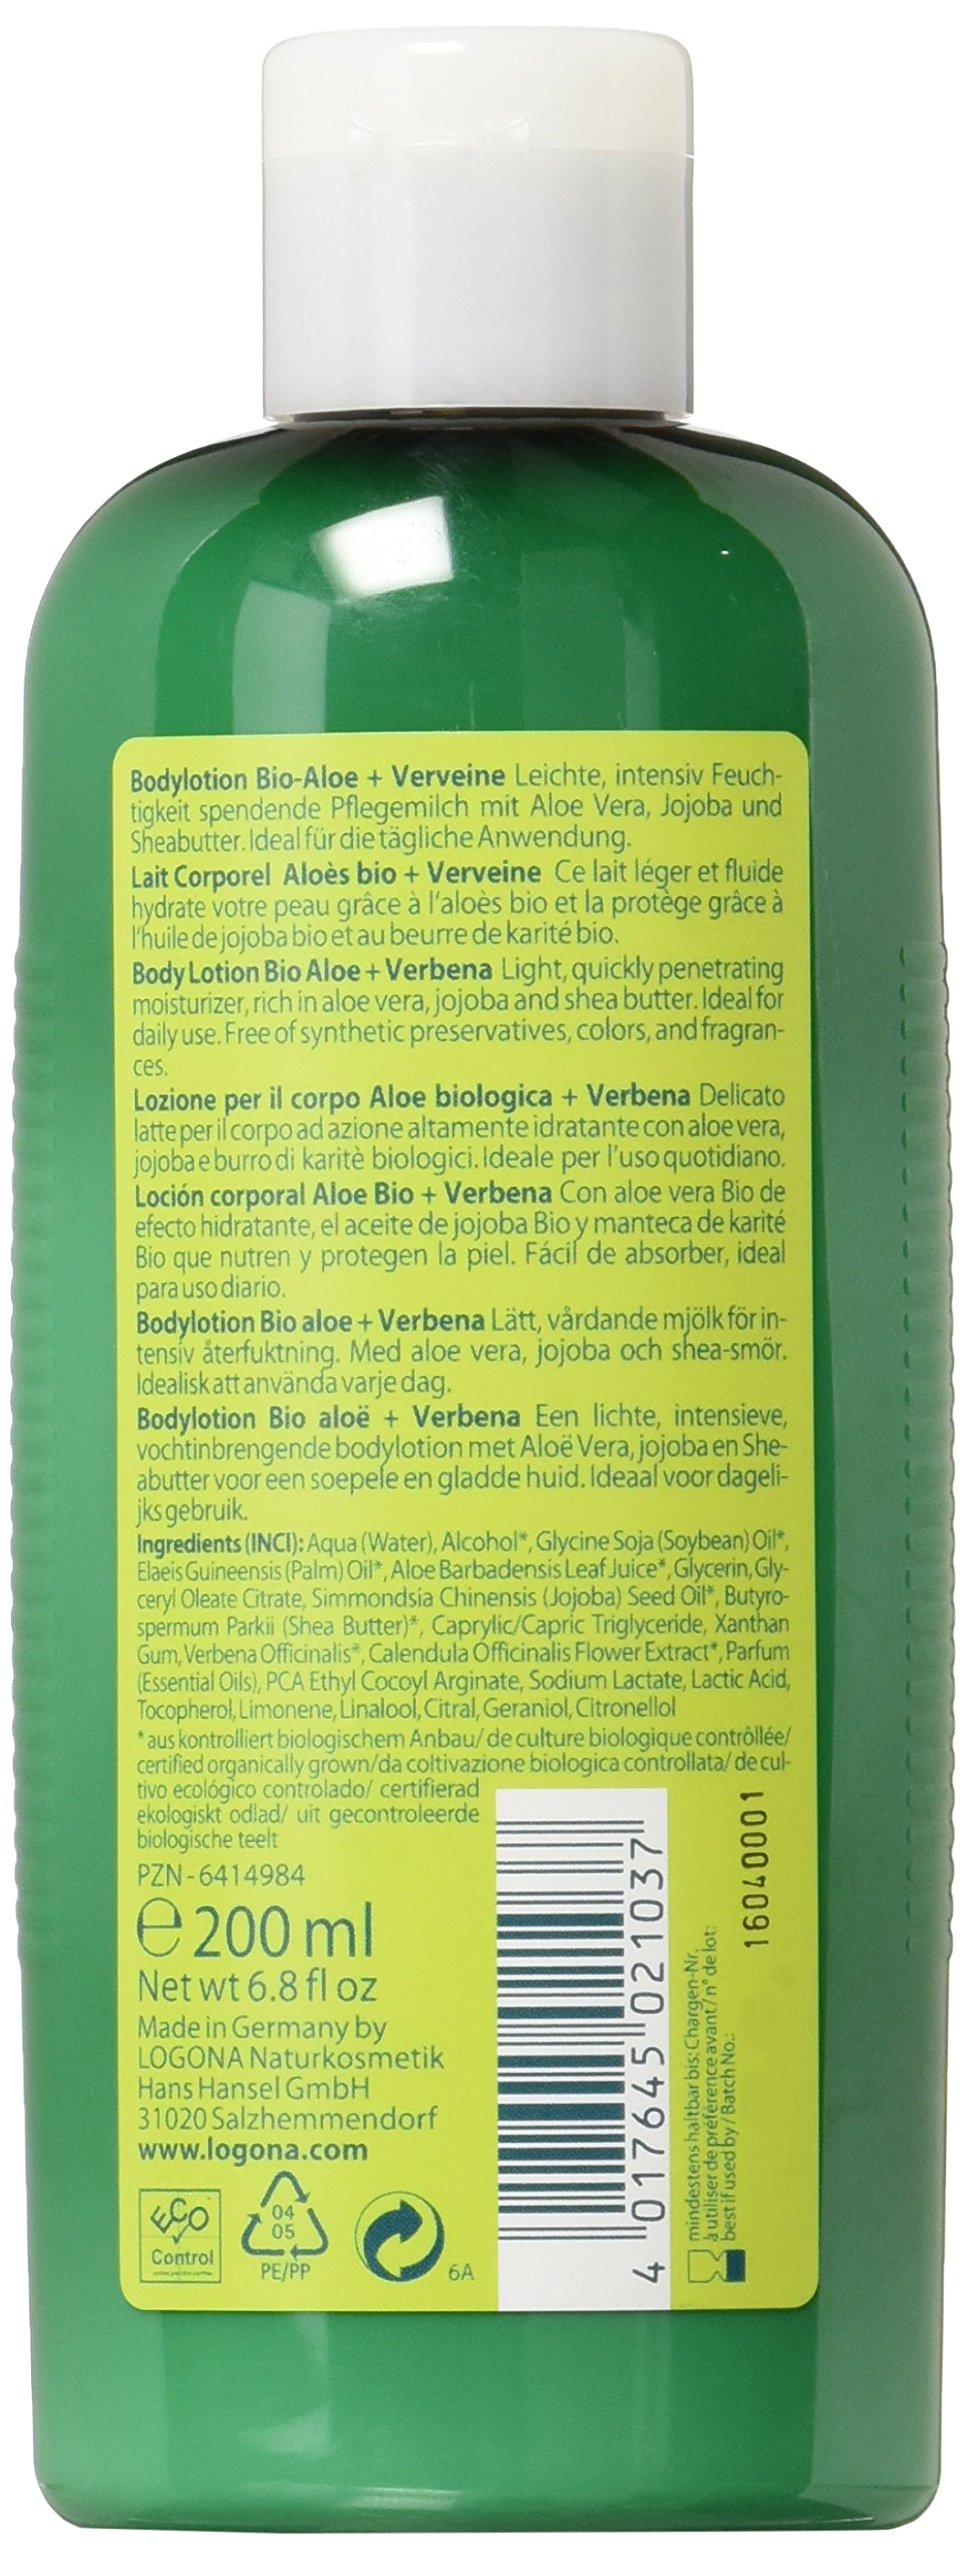 Bodylotion Bio-Aloe + Verveine Leichte, intensiv Feuch-
tigkeit spendende Pflegemilch mit Aloe Vera, Jojoba und
Sheabutter. Ideal für die tägliche Anwendung.
Lait Corporel Aloès bio + Verveine Ce lait léger et fluide
hydrate votre peau grâce à l'aloès bio et la protège grâce à
l'huile de jojoba bio et au beurre de karité bio.
Body Lotion Bio Aloe + Verbena Light, quickly penetrating
moisturizer, rich in aloe vera, jojoba and shea butter. Ideal for
daily use. Free of synthetic preservatives, colors, and fragran-
ces.
Lozione per il corpo Aloe biologica + Verbena Delicato
latte per il corpo ad azione altamente idratante con aloe vera,
jojoba e burro di karitè biologici. Ideale per l'uso quotidiano.
Loción corporal Aloe Bio + Verbena Con aloe vera Bio de
efecto hidratante, el aceite de jojoba Bio y manteca de karité
Bio que nutren y protegen la piel. Fácil de absorber, ideal
para uso diario.
Bodylotion Bio aloe + Verbena Lätt, vårdande mjölk för in-
tensiv återfuktning. Med aloe vera, jojoba och shea-smör.
Idealisk att använda varje dag.
Bodylotion Bio aloë + Verbena Een lichte, intensieve,
vochtinbrengende bodylotion met Aloë Vera, jojoba en She-
abutter voor een soepele en gladde huid. Ideaal voor dageli-
jks gebruik.
Ingredients (INCI): Aqua (Water), Alcohol*, Glycine Soja (Soybean) Oil*,
Elaeis Guineensis (Palm) Oil*, Aloe Barbadensis Leaf Juice*, Glycerin, Gly-
ceryl Oleate Citrate, Simmondsia Chinensis (Jojoba) Seed Oil*, Butyro-
spermum Parkii (Shea Butter)*, Caprylic/Capric Triglyceride, Xanthan
Gum, Verbena Officinalis*, Calendula Officinalis Flower Extract*, Parfum
(Essential Oils), PCA Ethyl Cocoyl Arginate, Sodium Lactate, Lactic Acid,
Tocopherol, Limonene, Linalool, Citral, Geraniol, Citronellol
* aus kontrolliert biologischem Anbau/ de culture biologique contrôllée/
certified organically grown/da coltivazione biologica controllata/ de cul-
tivo ecológico controlado/ certifierad
ekologiskt odlad/ uit gecontroleerde
biologische teelt
PZN - 6414984
e 200 ml
Net wt 6.8 fl oz
Made in Germany by
LOGONA Naturkosmetik
Hans Hansel GmbH
31020 Salzhemmendorf
www.logona.com
ECO
Control
04
05
PE/PP
6A
4 017645 021037
mindestens haltbar bis: Chargen-Nr.
à utiliser de préférence avant/ n° de lot:
best if used by / Batch No.:
16040001